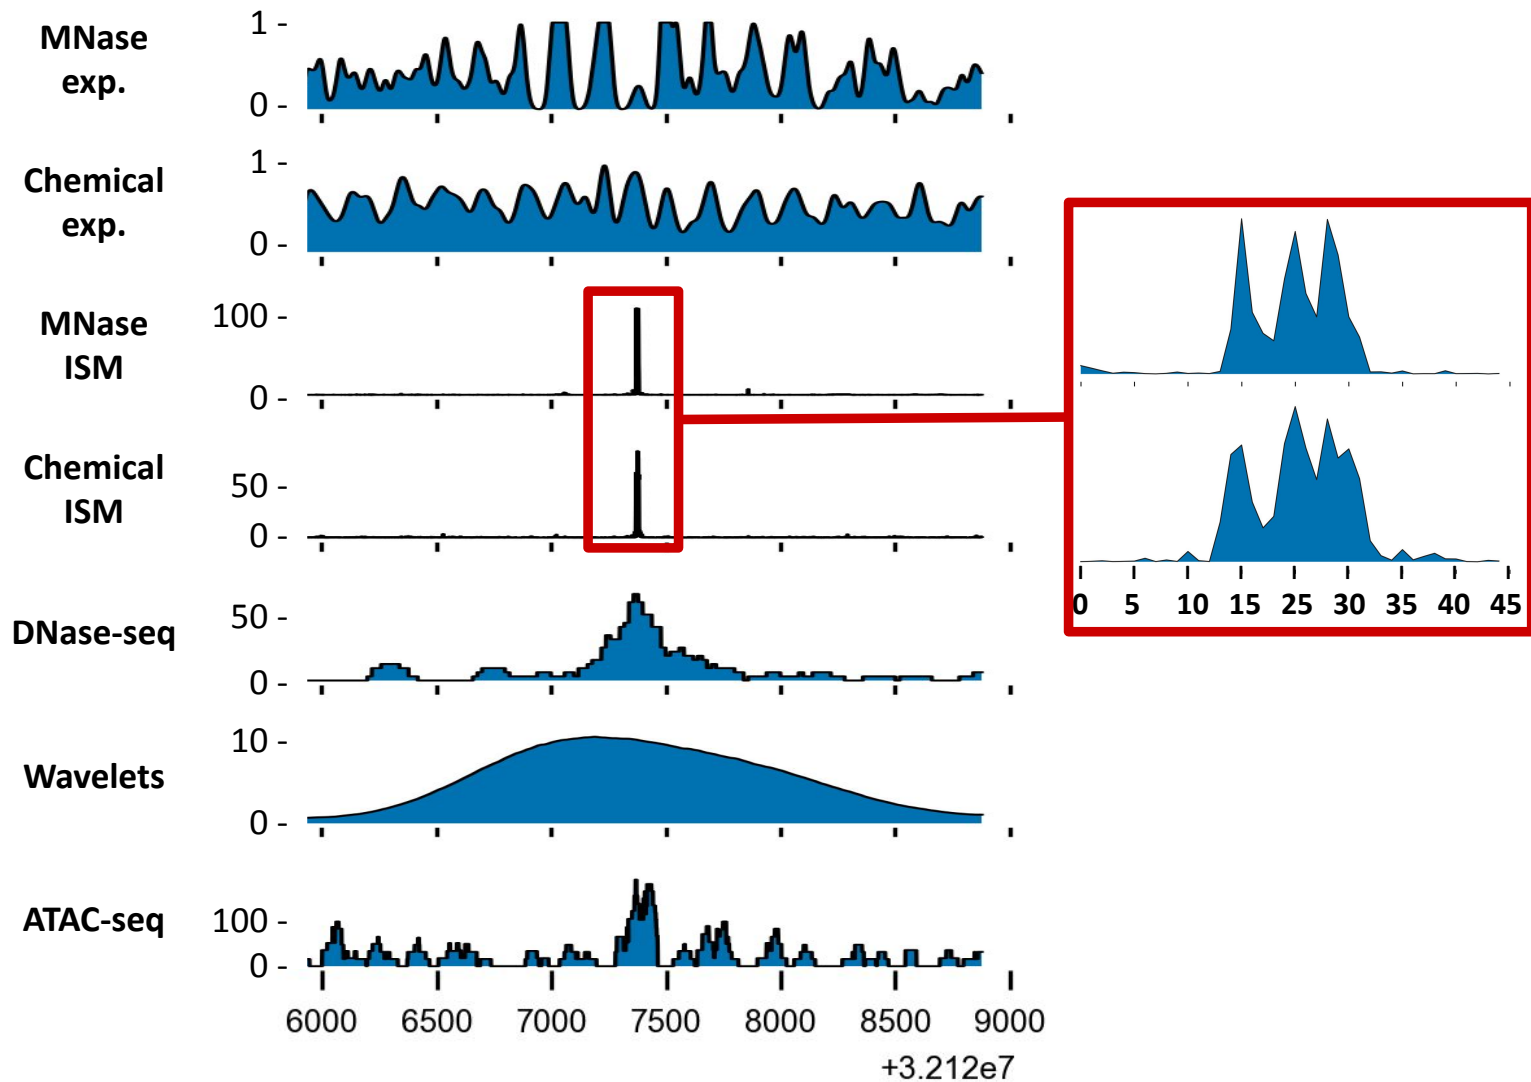 MNase
exp.
1 -
0 -
Chemical
exp.
1 -
0 -
MNase
ISM
100 -
0 -
Chemical
ISM
50 -
0 -
0 5 10 15 25 30 35 40 45
DNase-seq
50 -
0 -
Wavelets
10 -
0 -
ATAC-seq
100 -
0 -
6000 6500 7000 7500 8000 8500 9000
+3.212e7